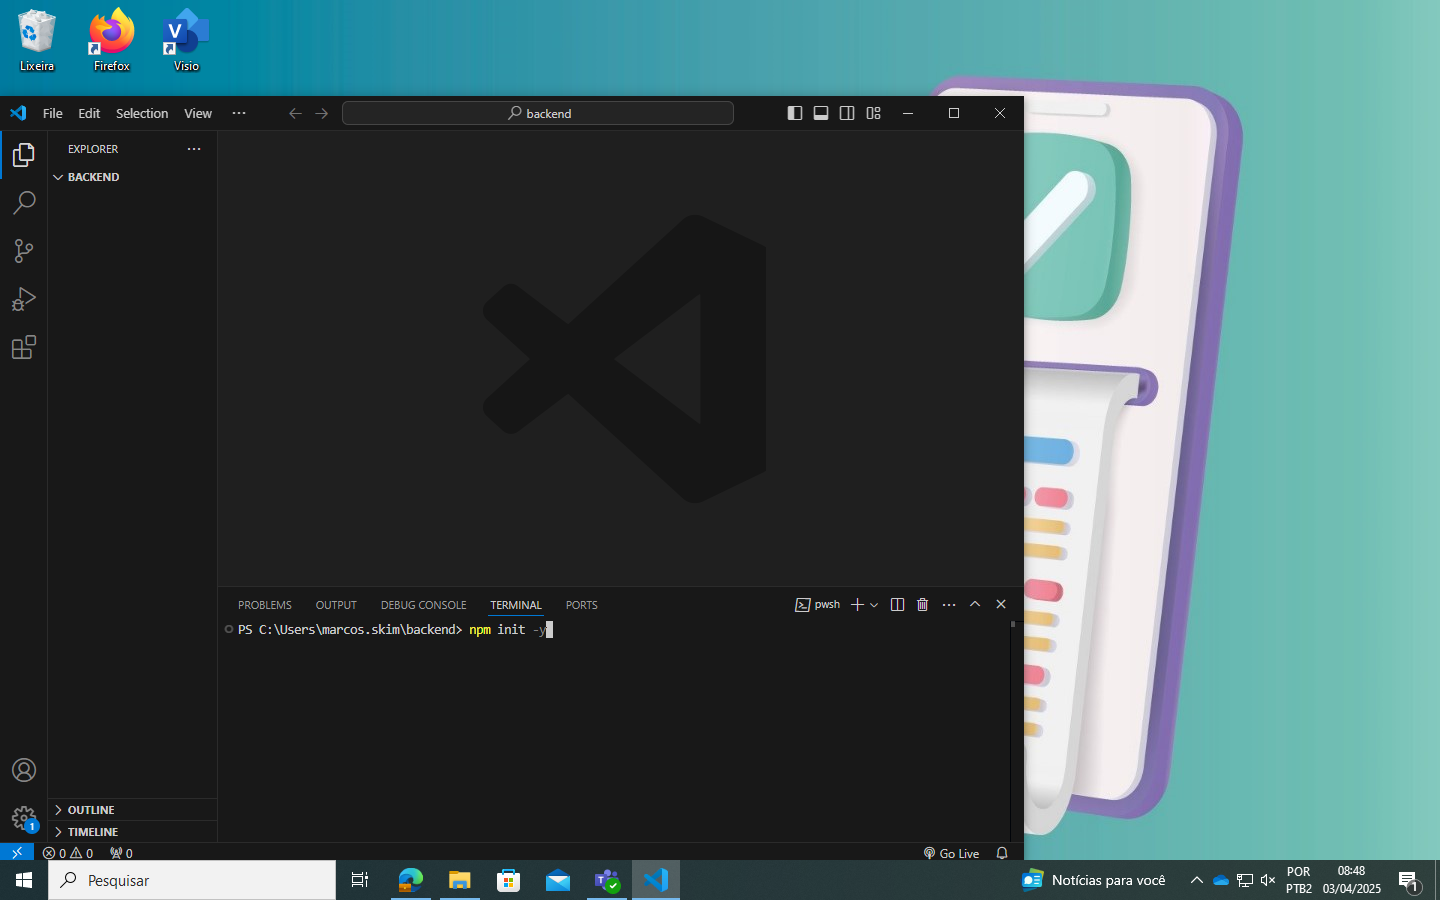 Lixeira
Firefox
Visio
File Edit Selection View ···
backend
EXPLORER
BACKEND
OUTLINE
TIMELINE
PROBLEMS OUTPUT DEBUG CONSOLE TERMINAL PORTS
pwsh
PS C:\Users\marcos.skim\backend> npm init -y
1
0 0 0
Go Live
Pesquisar
Notícias para você
POR
PTB2
08:48
03/04/2025
1